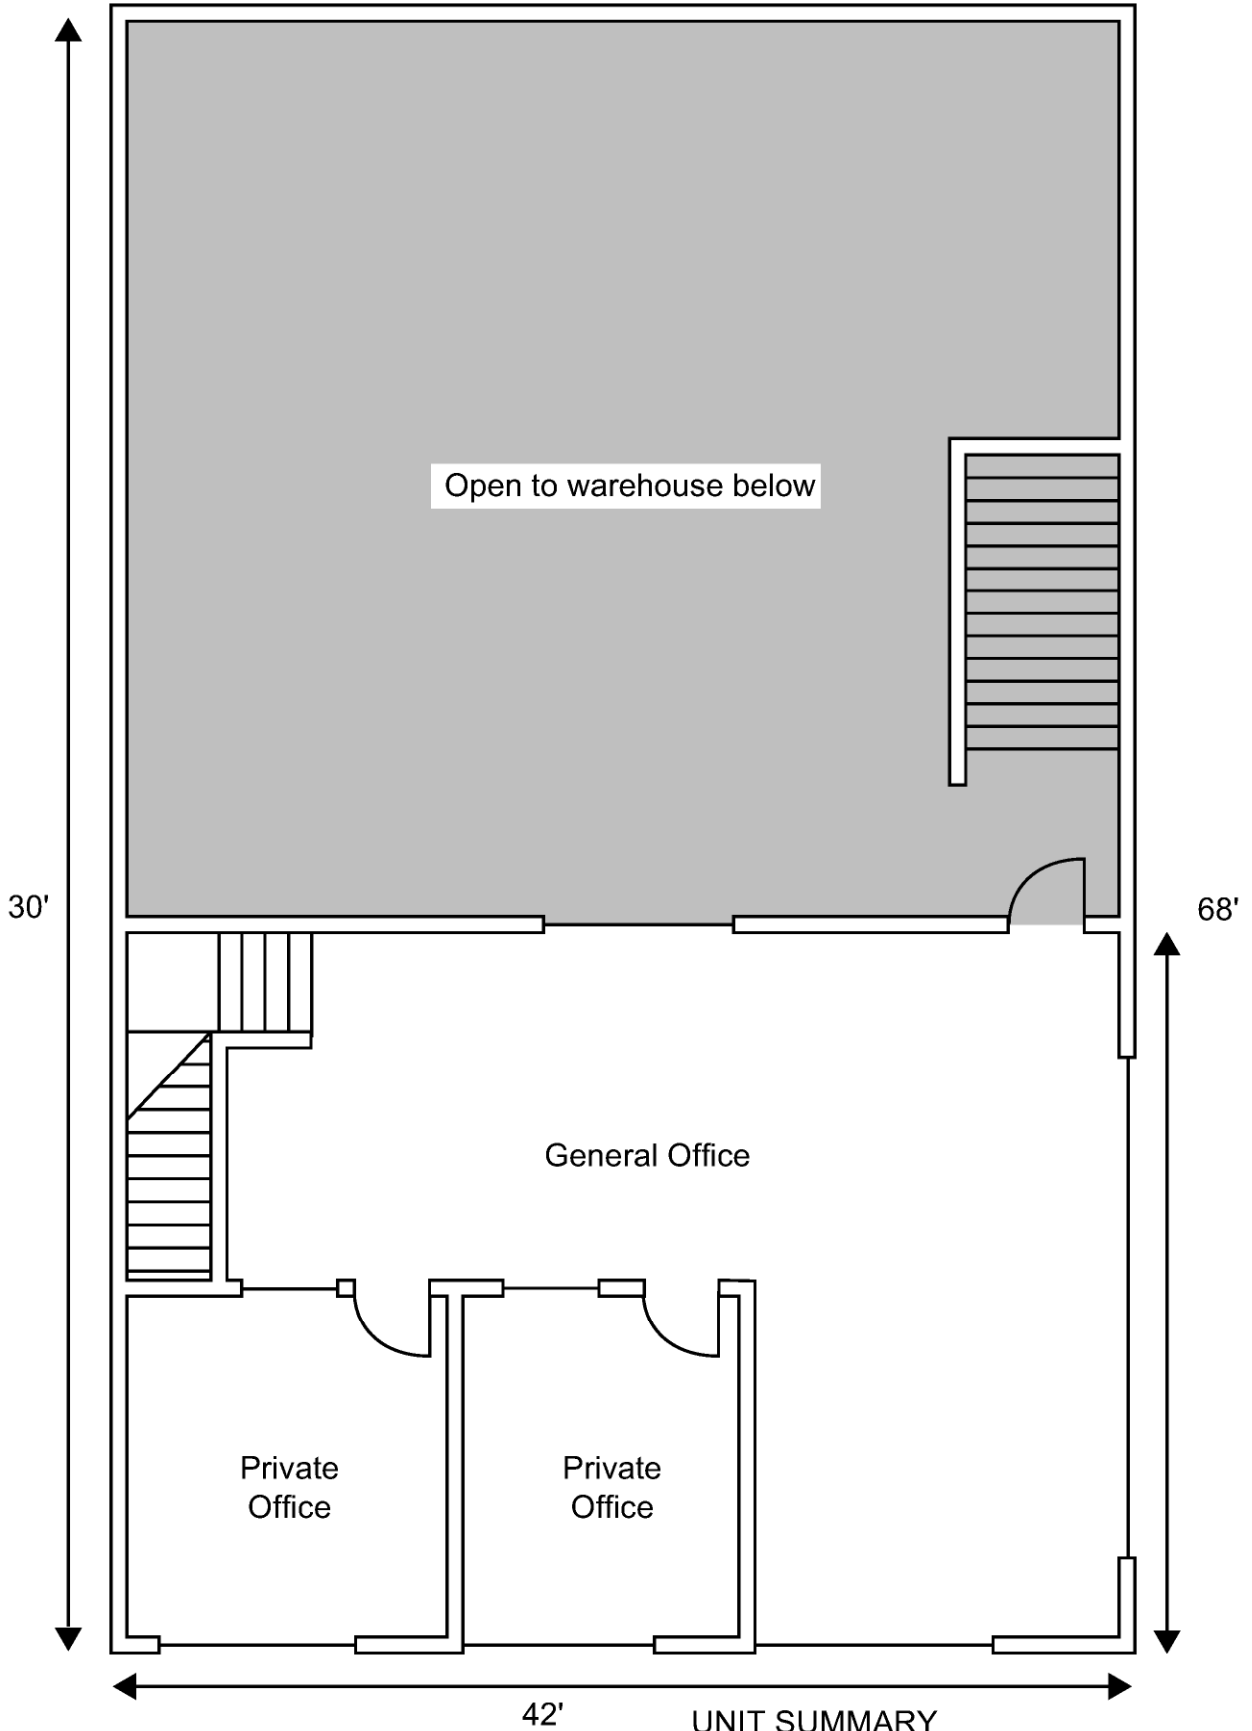 Open to warehouse below
30'
68'
General Office
Private
Office
Private
Office
42'
UNIT SUMMARY